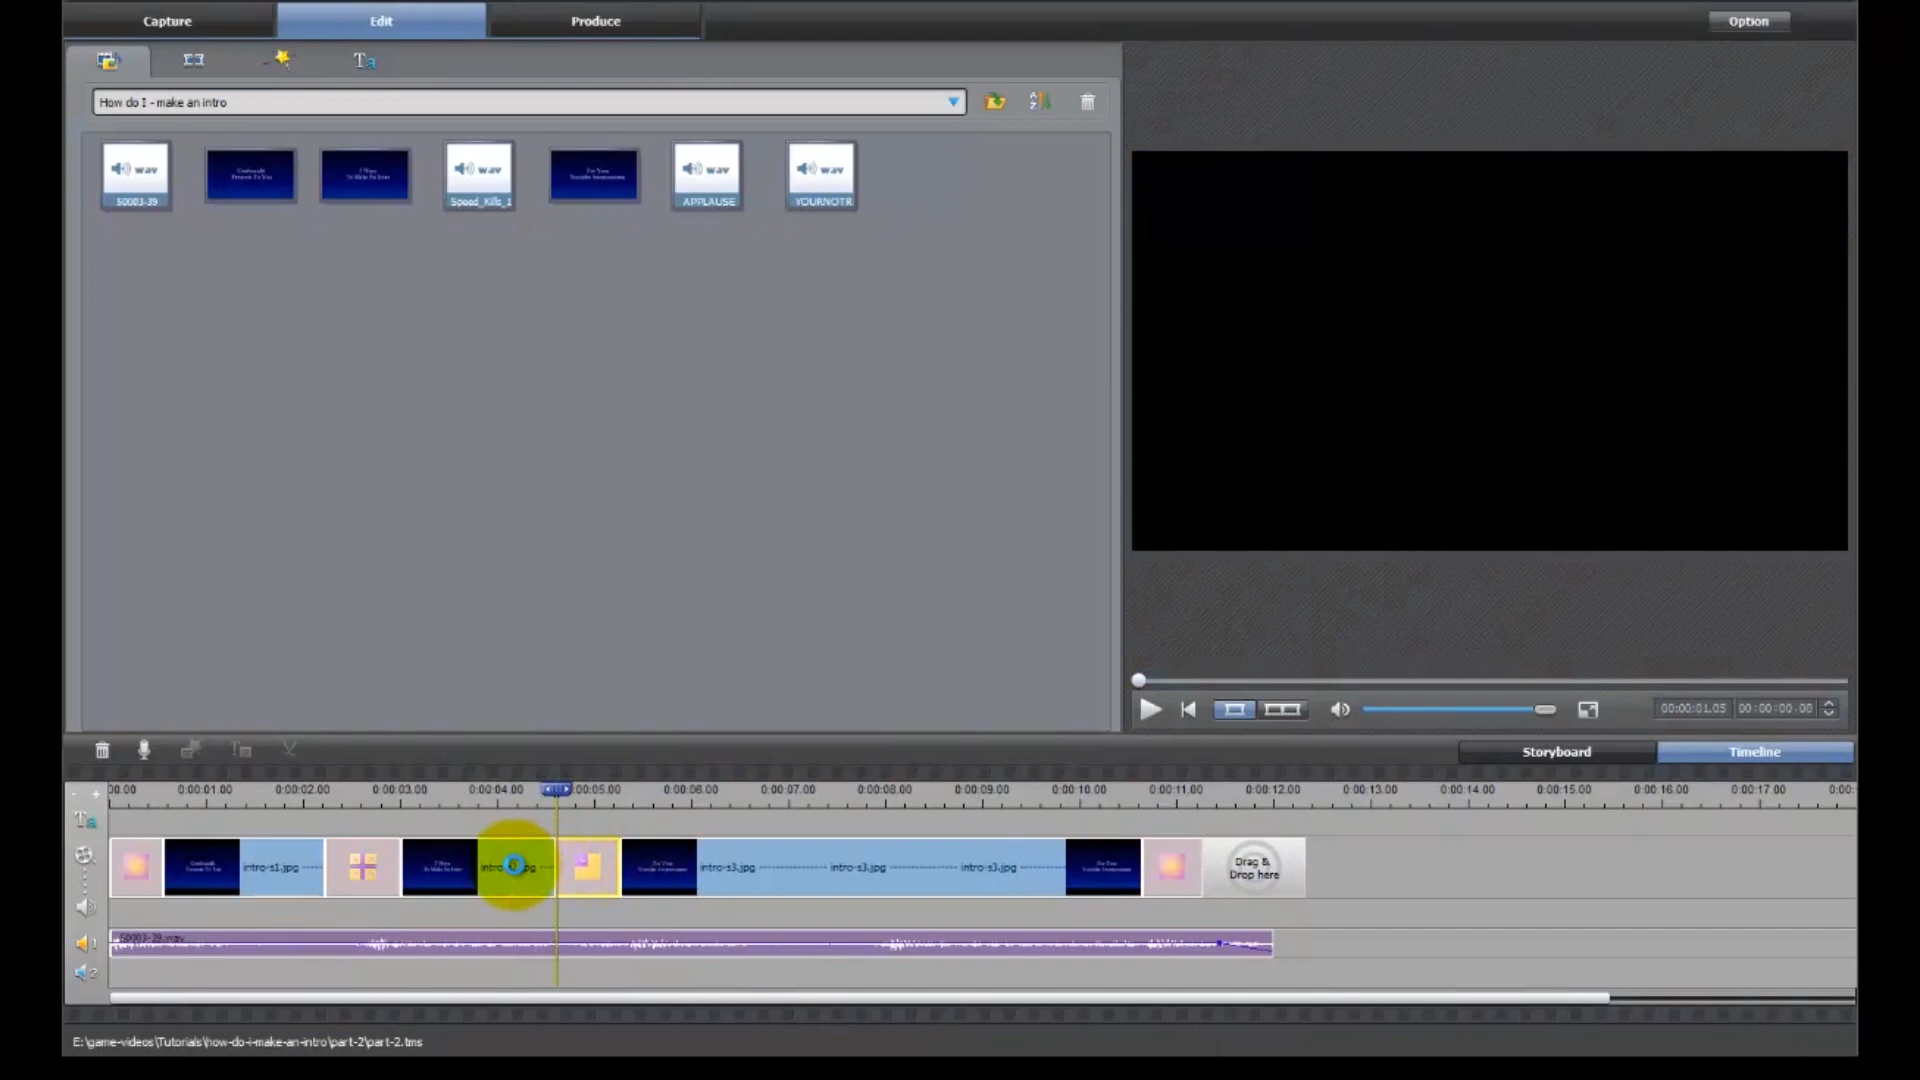 Capture Edit Produce Option
Ta
How do I - make an intro
wav wav wav wav
50003-39 Speed_Kills_1 APPLAUSE YOURNOTR
00:00:01.05 00:00:00.00
Storyboard Timeline
00.00 0:00:01.00 0:00:02.00 0:00:03.00 0:00:04.00 00:05.00 0:00:06.00 0:00:07.00 0:00:08.00 0:00:09.00 0:00:10.00 0:00:11.00 0:00:12.00 0:00:13.00 0:00:14.00 0:00:15.00 0:00:16.00 0:00:17.00 0:00:
Ta
intro-s1.jpg intro-s3.jpg intro-s3.jpg intro-s3.jpg
Drag &
Drop here
50003-39.wav
1
2
E:\game-videos\Tutorials\how-do-i-make-an-intro\part-2\part-2.tms